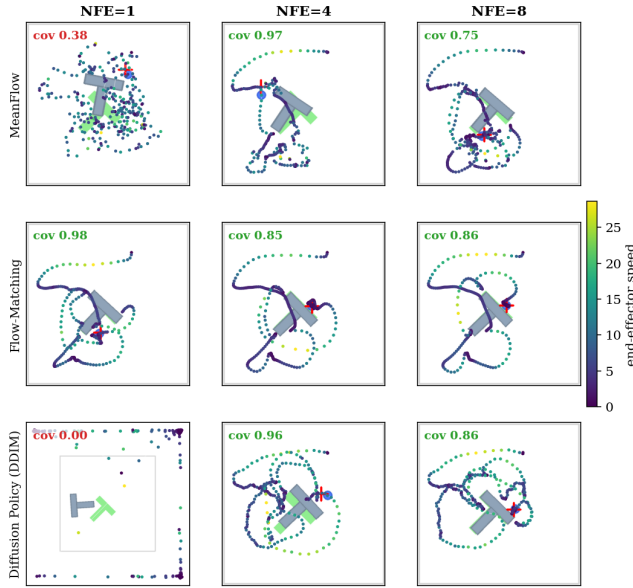 NFE=1
NFE=4
NFE=8
MeanFlow
cov 0.38
cov 0.97
cov 0.75
Flow-Matching
cov 0.98
cov 0.85
cov 0.86
Diffustion Policy (DDIM)
cov 0.00
cov 0.96
cov 0.86
25
20
15
10
5
0
end-effector speed